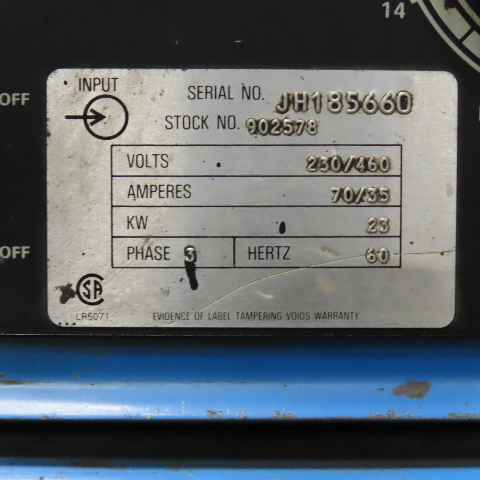 14
OFF
INPUT
SERIAL NO. JH185660
STOCK NO. 902578
VOLTS 230/460
AMPERES 70/35
KW 23
PHASE 3 HERTZ 60
OFF
SA
LR6071 EVIDENCE OF LABEL TAMPERING VOIDS WARRANTY